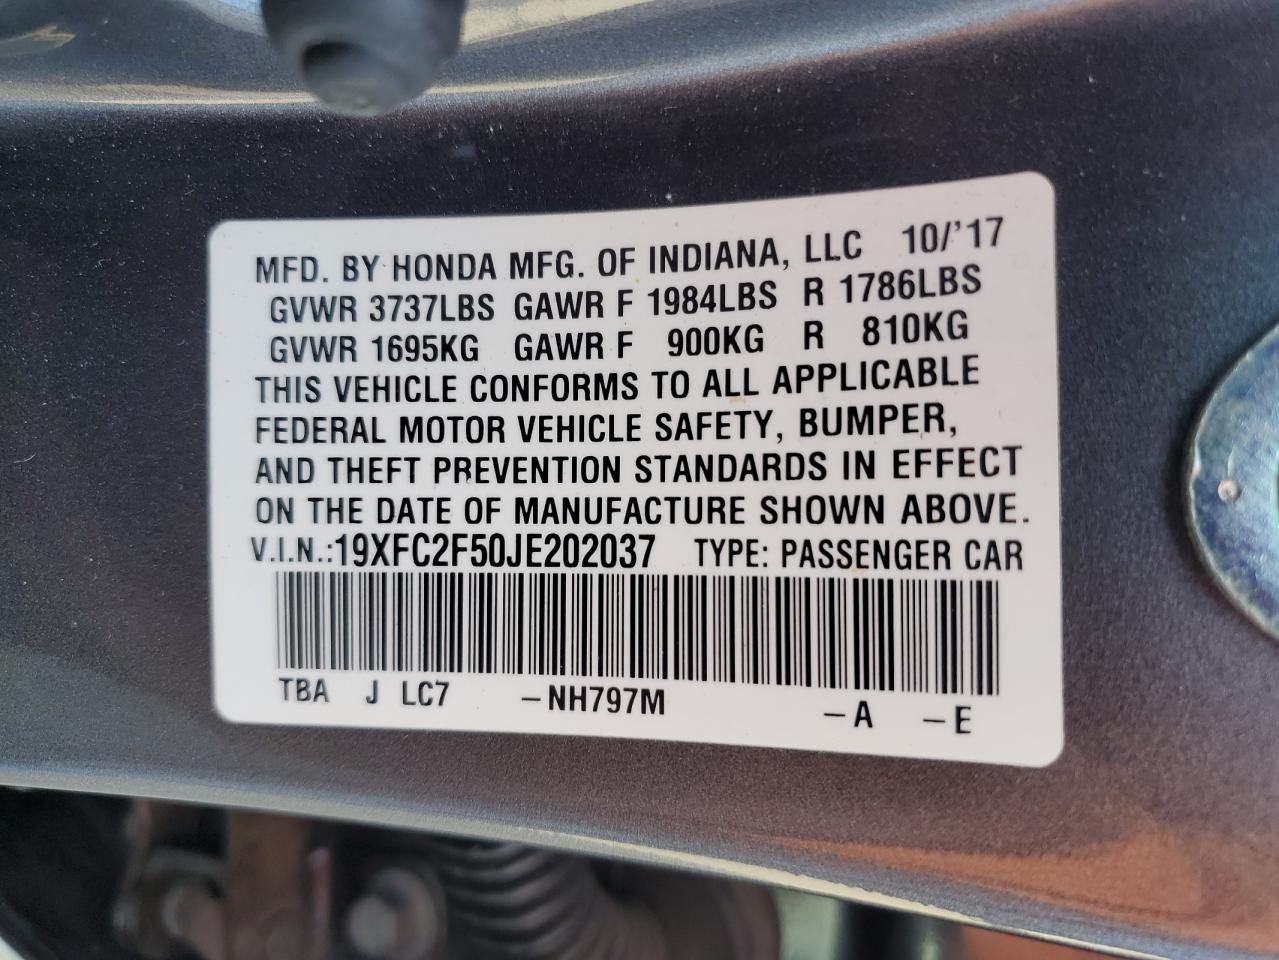 MFD. BY HONDA MFG. OF INDIANA, LLC 10/'17
GVWR 3737LBS GAWR F 1984LBS R 1786LBS
GVWR 1695KG GAWR F 900KG R 810KG
THIS VEHICLE CONFORMS TO ALL APPLICABLE
FEDERAL MOTOR VEHICLE SAFETY, BUMPER,
AND THEFT PREVENTION STANDARDS IN EFFECT
ON THE DATE OF MANUFACTURE SHOWN ABOVE.
V.I.N.:19XFC2F50JE202037 TYPE: PASSENGER CAR
TBA J LC7 –NH797M –A –E